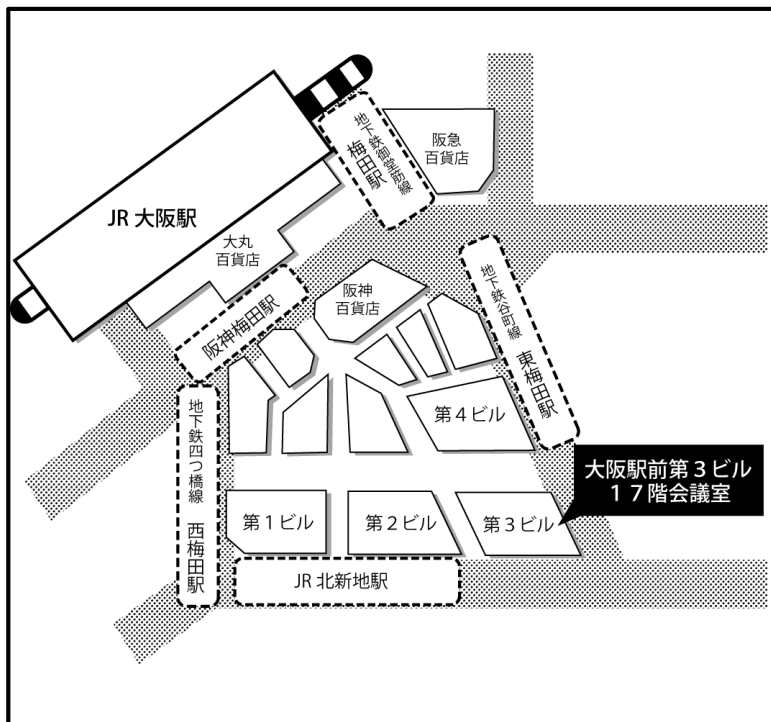 地下鉄御堂筋線
梅田駅
阪急
百貨店
JR 大阪駅
大丸
百貨店
阪神
百貨店
阪神梅田駅
地下鉄谷町線
東梅田駅
地下鉄四つ橋線
西梅田駅
第４ビル
大阪駅前第３ビル
１７階会議室
第１ビル
第２ビル
第３ビル
JR 北新地駅